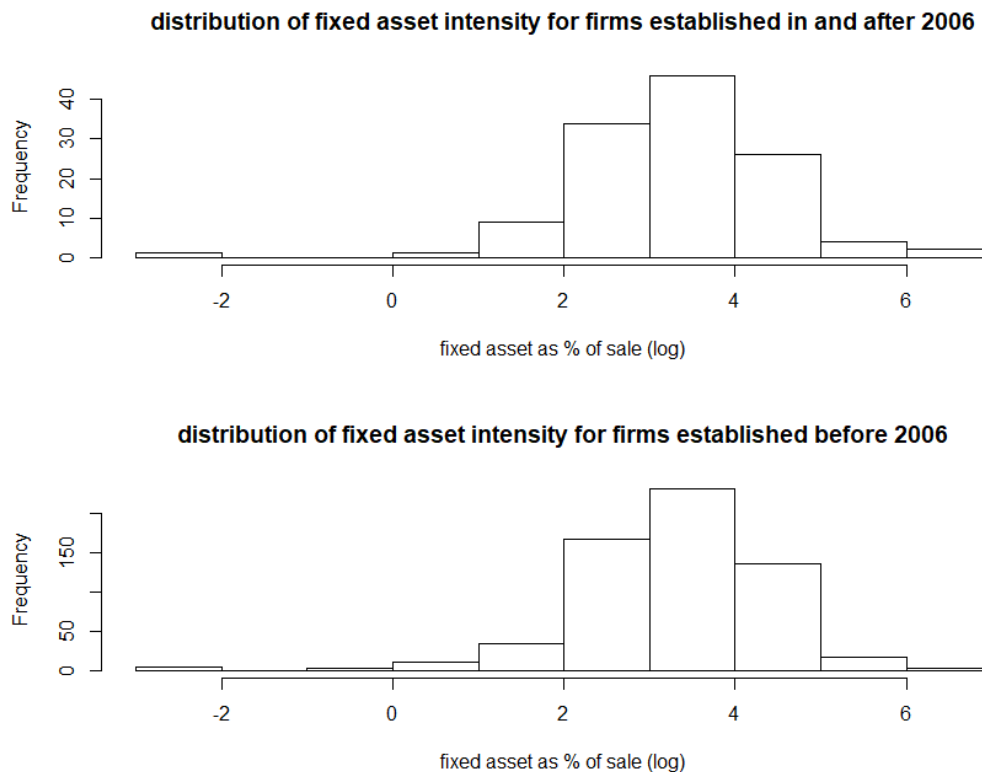 distribution of fixed asset intensity for firms established in and after 2006
Frequency
40
30
20
10
0
-2 0 2 4 6
fixed asset as % of sale (log)
distribution of fixed asset intensity for firms established before 2006
Frequency
150
50
0
-2 0 2 4 6
fixed asset as % of sale (log)